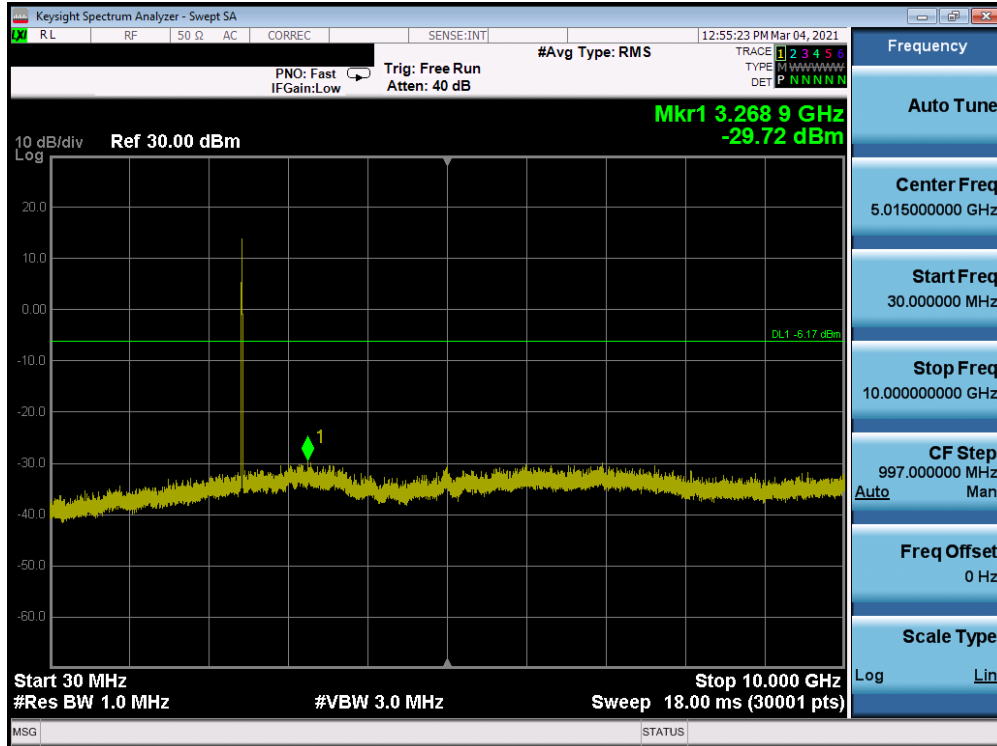 Keysight Spectrum Analyzer - Swept SA
LXI RL RF 50 Ω AC CORREC SENSE:INT 12:55:23 PM Mar 04, 2021
#Avg Type: RMS TRACE 1 2 3 4 5 6
PNO: Fast Trig: Free Run TYPE M WWWWW
IFGain:Low Atten: 40 dB DET P NNNNN
Mkr1 3.268 9 GHz
-29.72 dBm
10 dB/div Ref 30.00 dBm
Log
20.0
10.0
0.00
DL1 -6.17 dBm
-10.0
-20.0
1
-30.0
-40.0
-50.0
-60.0
Start 30 MHz Stop 10.000 GHz
#Res BW 1.0 MHz #VBW 3.0 MHz Sweep 18.00 ms (30001 pts)
MSG STATUS
Frequency
Auto Tune
Center Freq
5.015000000 GHz
Start Freq
30.000000 MHz
Stop Freq
10.000000000 GHz
CF Step
997.000000 MHz
Auto Man
Freq Offset
0 Hz
Scale Type
Log Lin